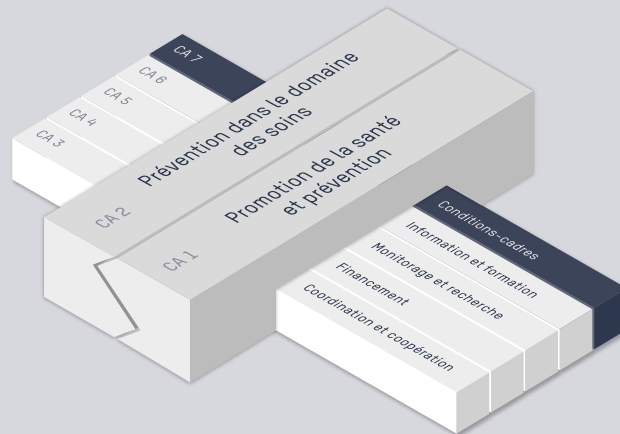 CA 7
CA 6
CA 5
CA 4
CA 3
Prévention dans le domaine
des soins
CA 2
Promotion de la santé
et prévention
CA 1
Conditions-cadres
Information et formation
Monitorage et recherche
Financement
Coordination et coopération